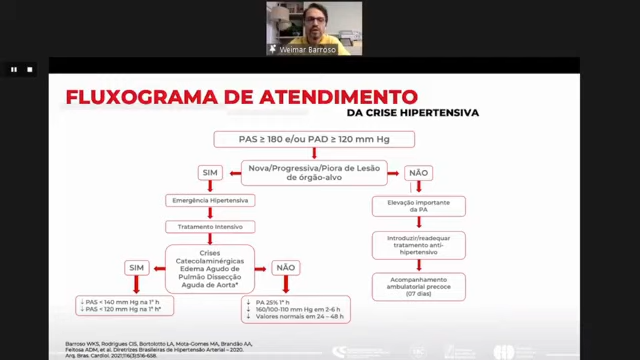 Weimar Barroso
FLUXOGRAMA DE ATENDIMENTO
DA CRISE HIPERTENSIVA
PAS ≥ 180 e/ou PAD ≥ 120 mm Hg
SIM
Nova/Progressiva/Piora de Lesão
de órgão-alvo
NÃO
Emergência Hipertensiva
Elevação importante
da PA
Tratamento Intensivo
Introduzir/readequar
tratamento anti-
hipertensivo
SIM
Crises
Catecolaminérgicas
Edema Agudo de
Pulmão Dissecção
Aguda de Aorta*
NÃO
Acompanhamento
ambulatorial precoce
(07 dias)
↓ PAS < 140 mm Hg na 1ª h
↓ PAS < 120 mm Hg na 1ª h*
↓ PA 25% 1ª h
↓ 160/100-110 mm Hg em 2-6 h
↓ Valores normais em 24 – 48 h
Barroso WKS, Rodrigues CIS, Bortolotto LA, Mota-Gomes MA, Brandão AA,
Feitosa ADM, et al. Diretrizes Brasileiras de Hipertensão Arterial – 2020.
Arq. Bras. Cardiol. 2021;116(3):516-658.